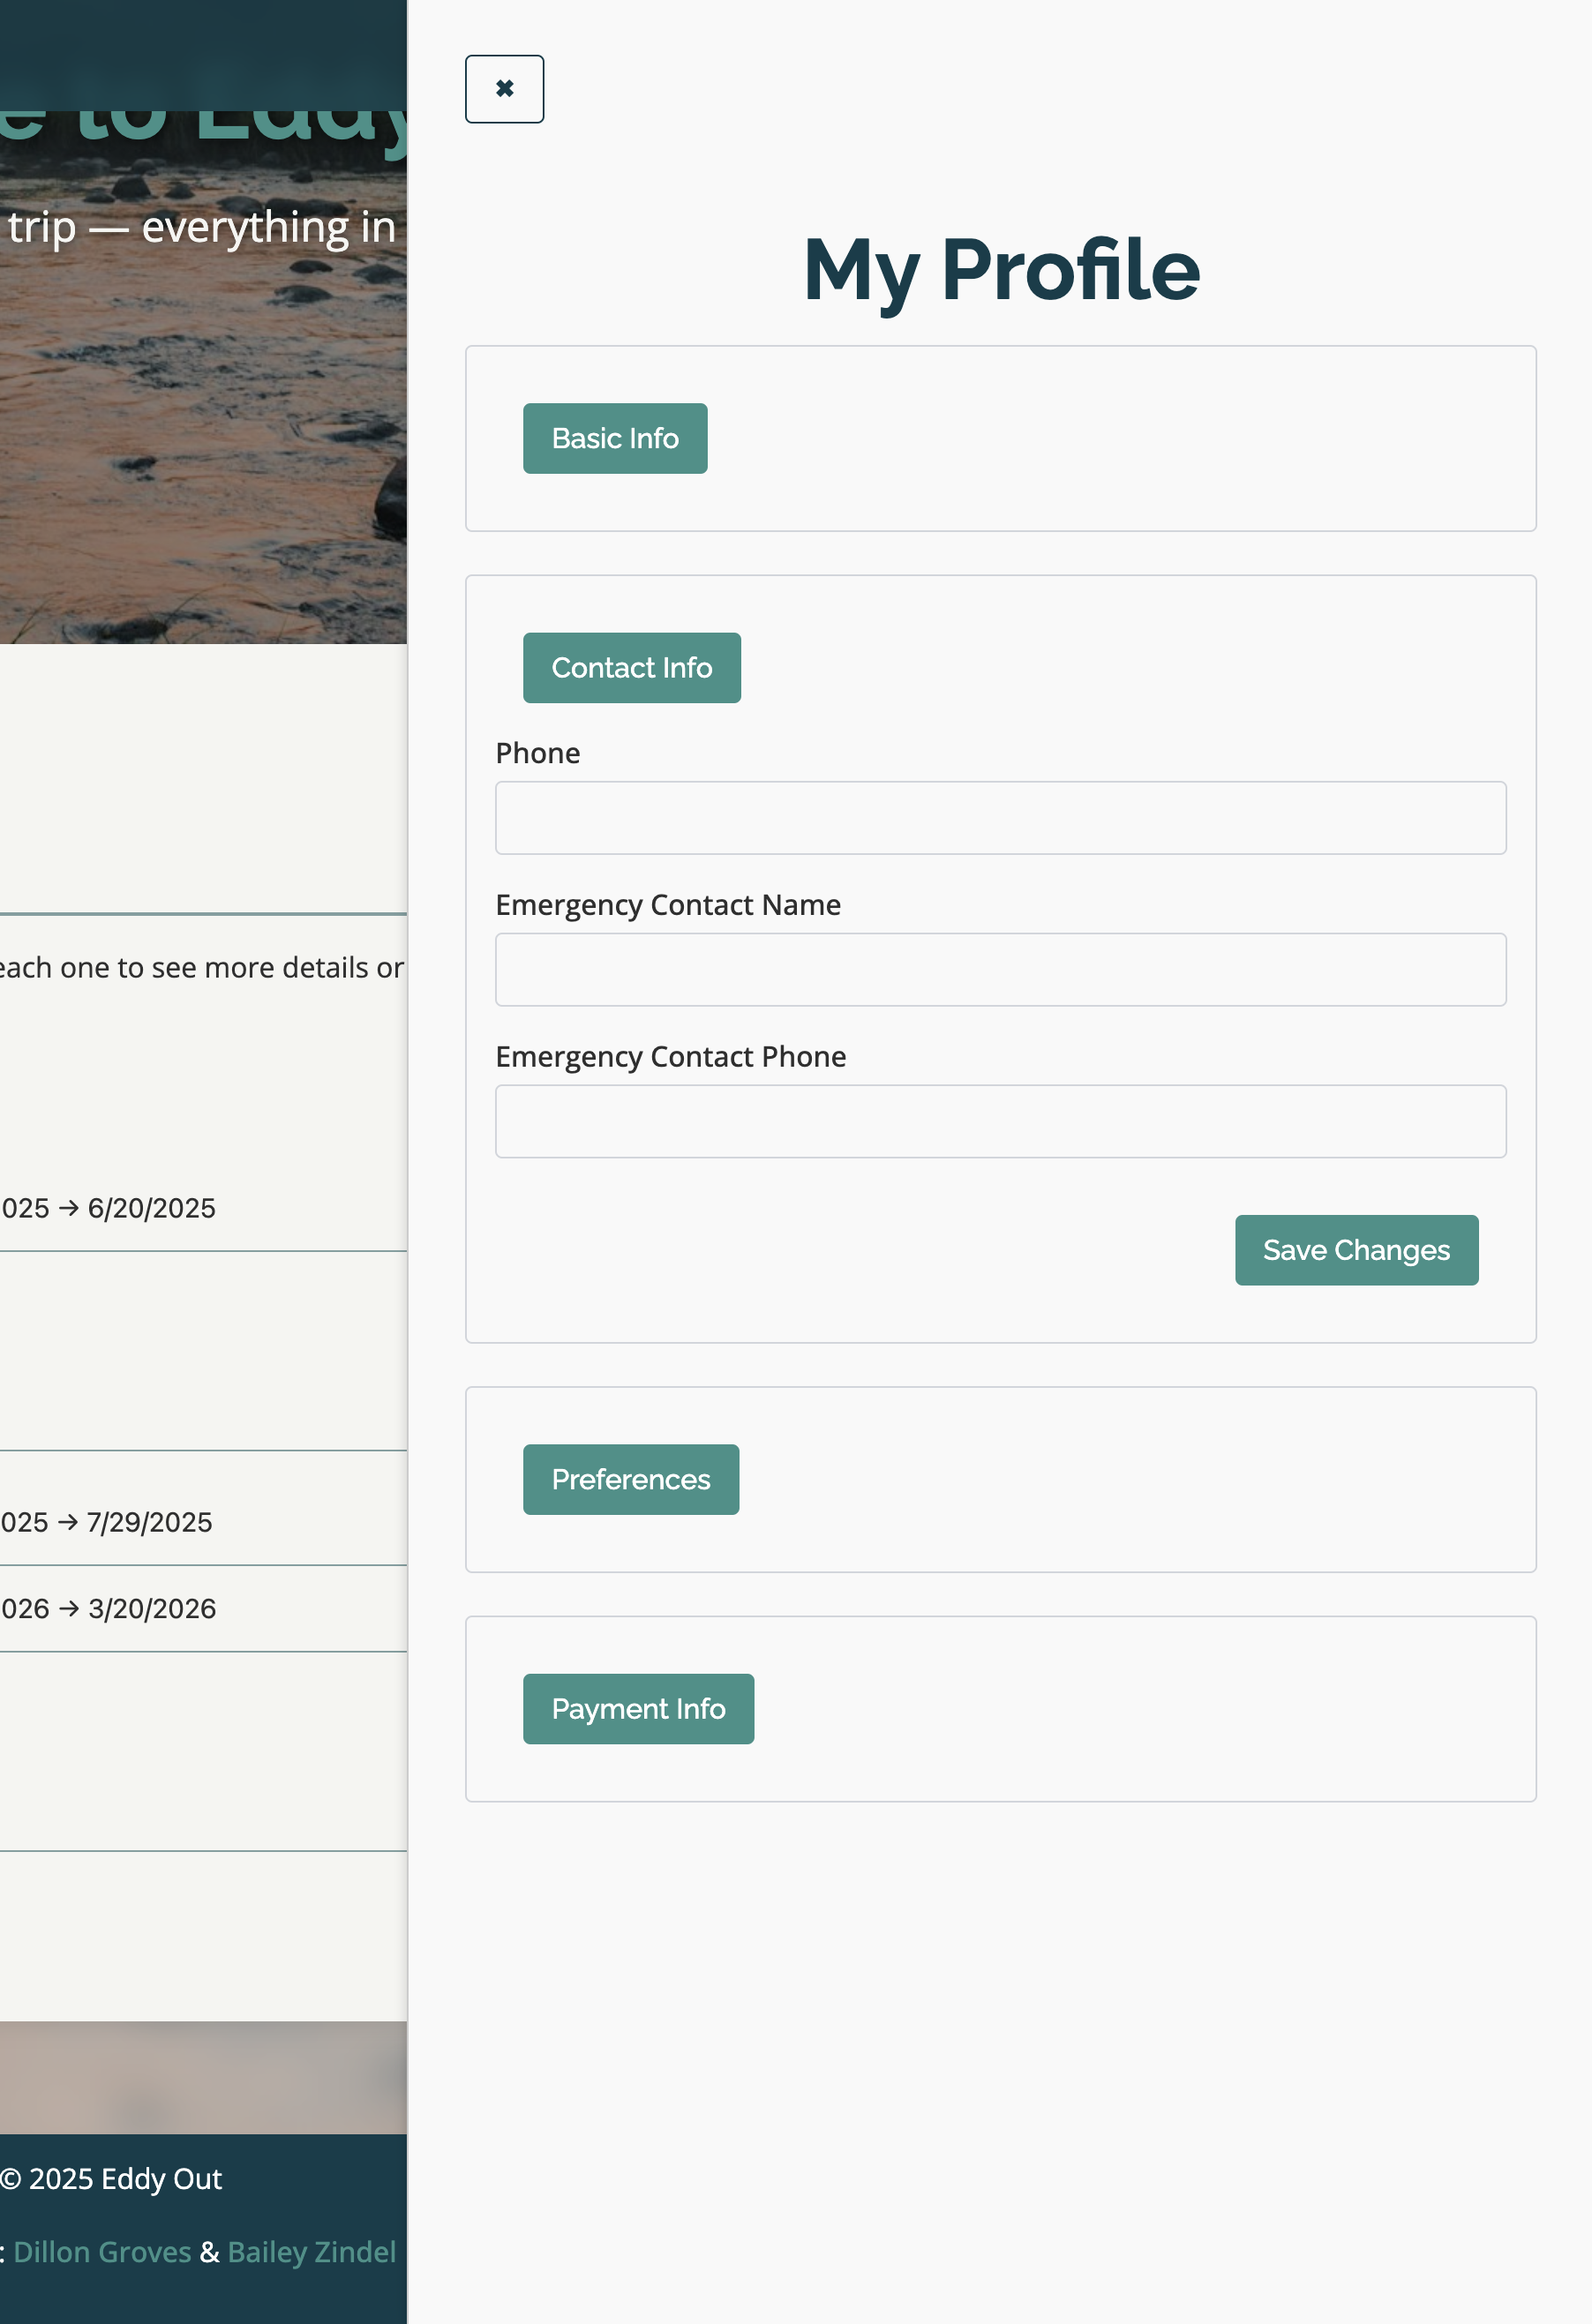 e to Eddy
trip — everything in
each one to see more details or
025 → 6/20/2025
025 → 7/29/2025
026 → 3/20/2026
© 2025 Eddy Out
: Dillon Groves & Bailey Zindel
✖
My Profile
Basic Info
Contact Info
Phone
Emergency Contact Name
Emergency Contact Phone
Save Changes
Preferences
Payment Info